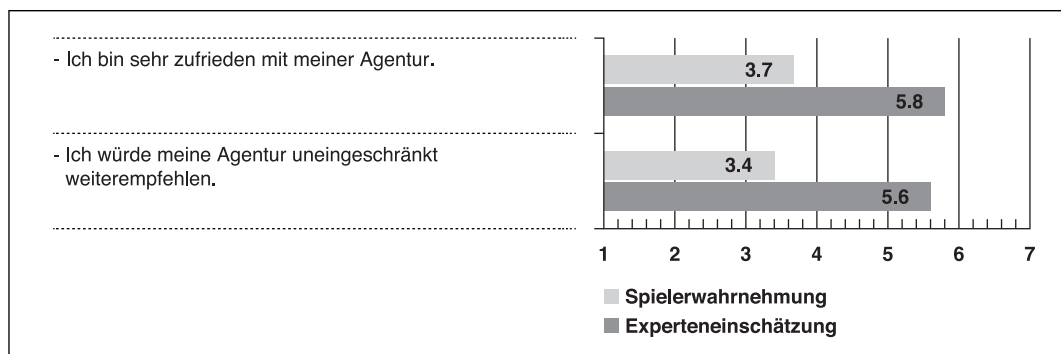 - Ich bin sehr zufrieden mit meiner Agentur.
3.7
5.8
- Ich würde meine Agentur uneingeschränkt
weiterempfehlen.
3.4
5.6
1 2 3 4 5 6 7
Spielerwahrnehmung
Experteneinschätzung